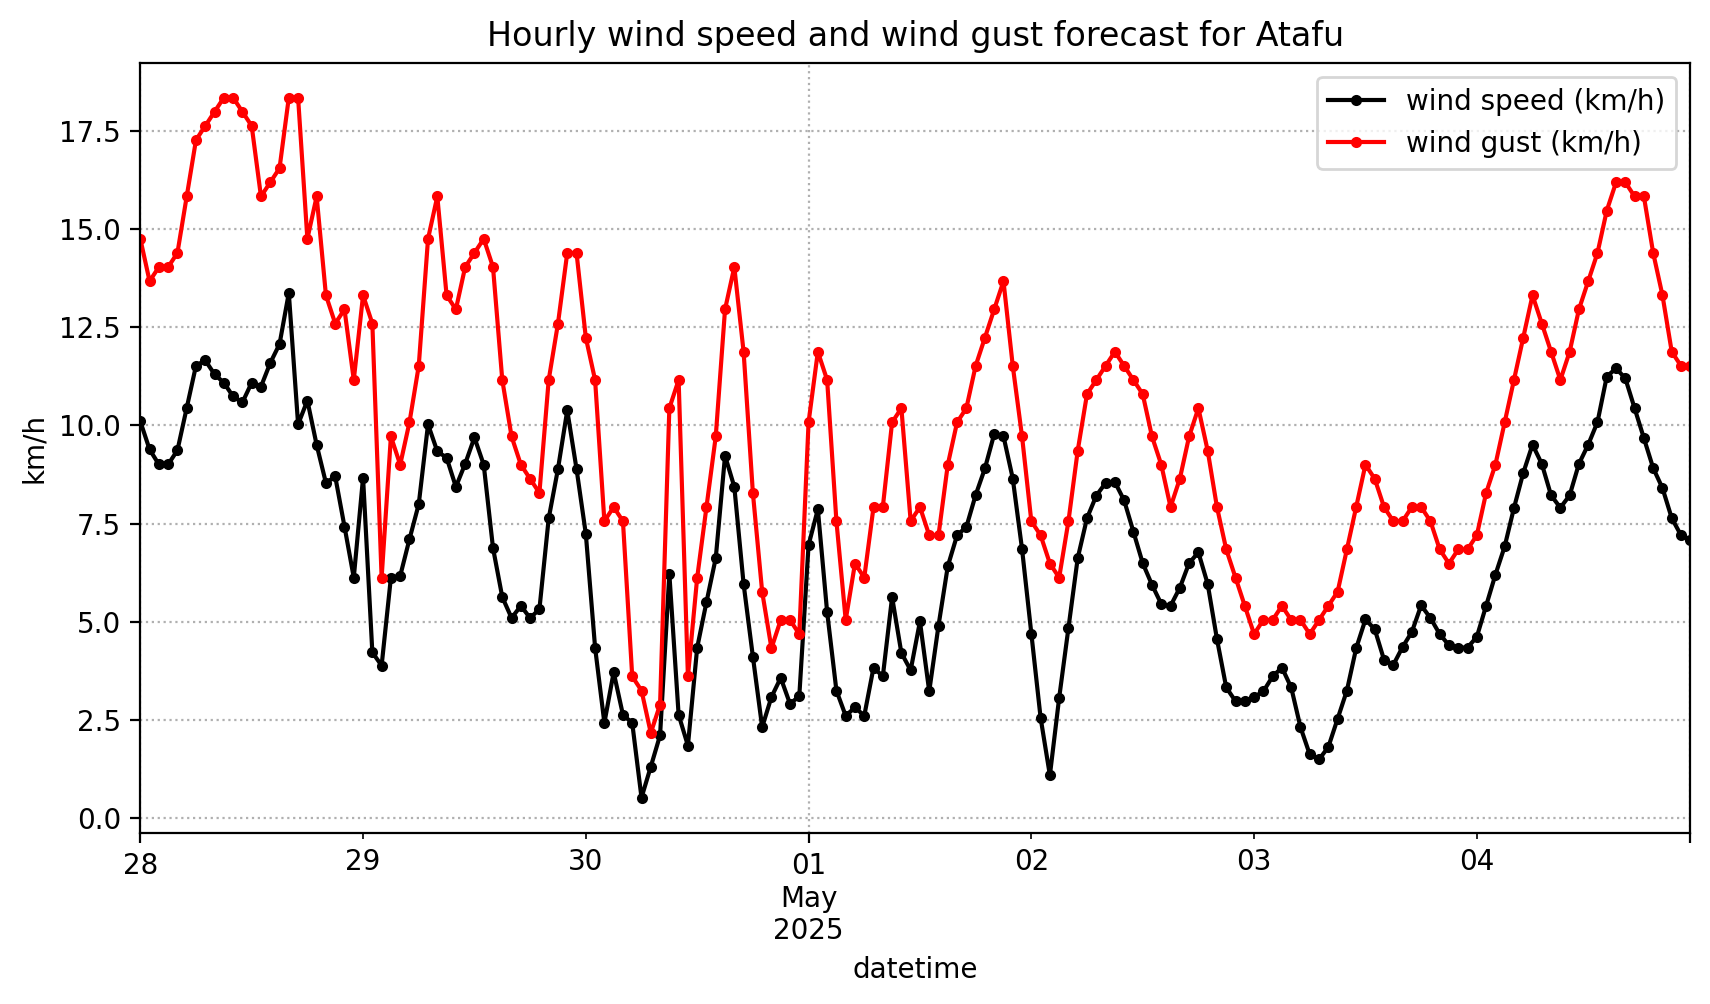 Hourly wind speed and wind gust forecast for Atafu
wind speed (km/h)
wind gust (km/h)
km/h
17.5
15.0
12.5
10.0
7.5
5.0
2.5
0.0
28 29 30 01 02 03 04
May
2025
datetime